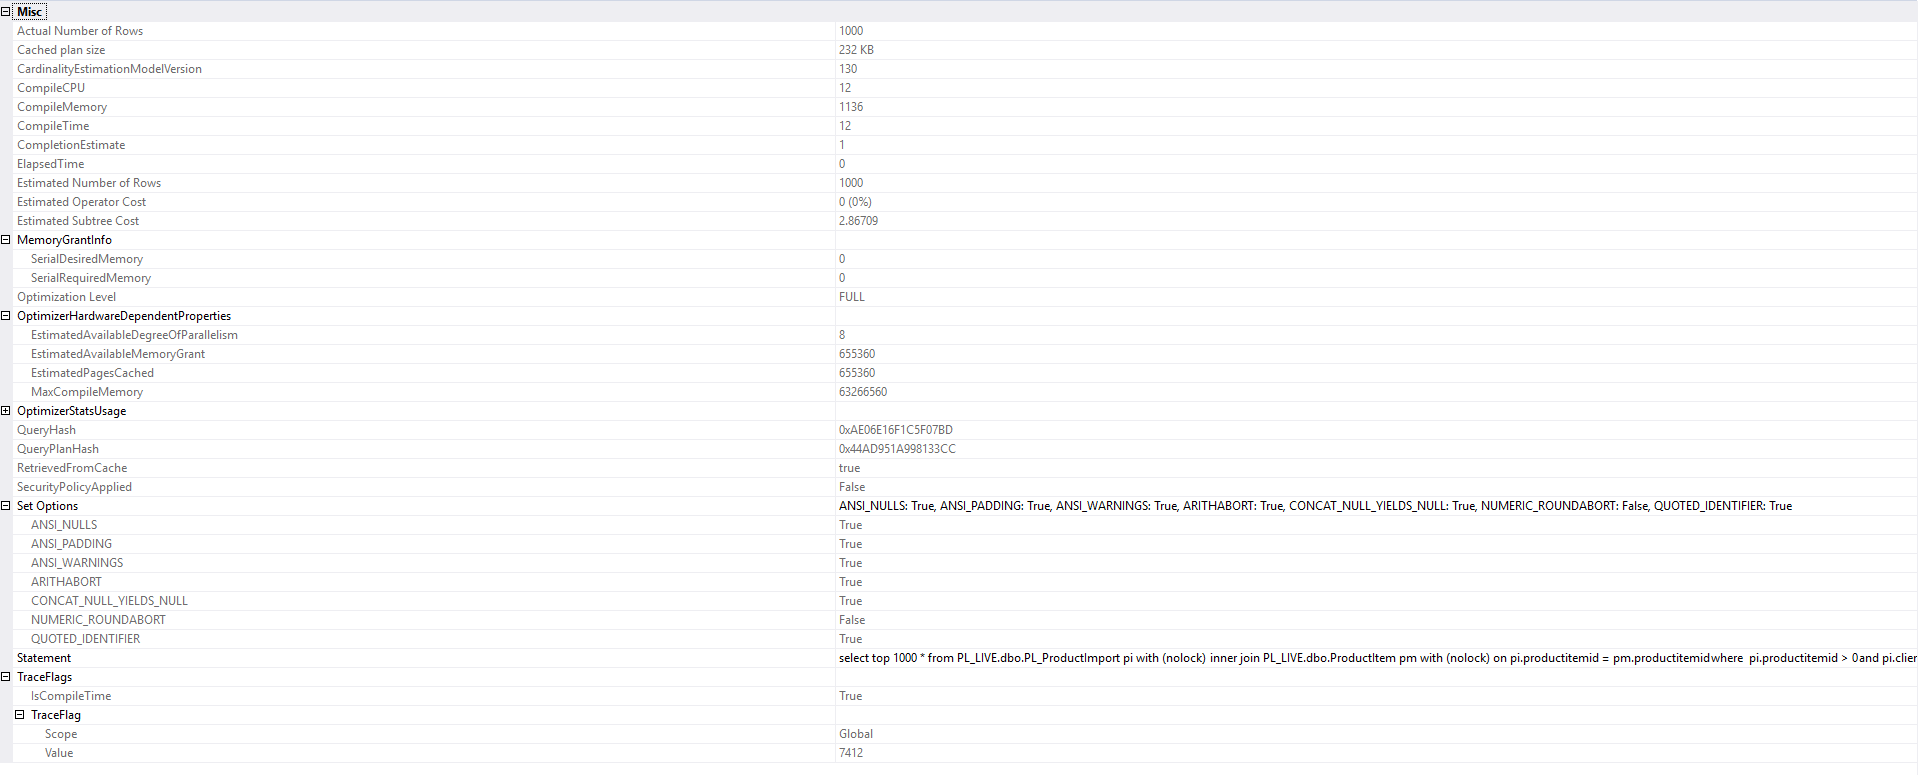 Misc
Actual Number of Rows 1000
Cached plan size 232 KB
CardinalityEstimationModelVersion 130
CompileCPU 12
CompileMemory 1136
CompileTime 12
CompletionEstimate 1
ElapsedTime 0
Estimated Number of Rows 1000
Estimated Operator Cost 0 (0%)
Estimated Subtree Cost 2.86709
MemoryGrantInfo
SerialDesiredMemory 0
SerialRequiredMemory 0
Optimization Level FULL
OptimizerHardwareDependentProperties
EstimatedAvailableDegreeOfParallelism 8
EstimatedAvailableMemoryGrant 655360
EstimatedPagesCached 655360
MaxCompileMemory 63266560
OptimizerStatsUsage
QueryHash 0xAE06E16F1C5F07BD
QueryPlanHash 0x44AD951A998133CC
RetrievedFromCache true
SecurityPolicyApplied False
Set Options ANSI_NULLS: True, ANSI_PADDING: True, ANSI_WARNINGS: True, ARITHABORT: True, CONCAT_NULL_YIELDS_NULL: True, NUMERIC_ROUNDABORT: False, QUOTED_IDENTIFIER: True
ANSI_NULLS True
ANSI_PADDING True
ANSI_WARNINGS True
ARITHABORT True
CONCAT_NULL_YIELDS_NULL True
NUMERIC_ROUNDABORT False
QUOTED_IDENTIFIER True
Statement select top 1000 * from PL_LIVE.dbo.PL_ProductImport pi with (nolock) inner join PL_LIVE.dbo.ProductItem pm with (nolock) on pi.productitemid = pm.productitemidwhere  pi.productitemid > 0and pi.clien
TraceFlags
IsCompileTime True
TraceFlag
Scope Global
Value 7412